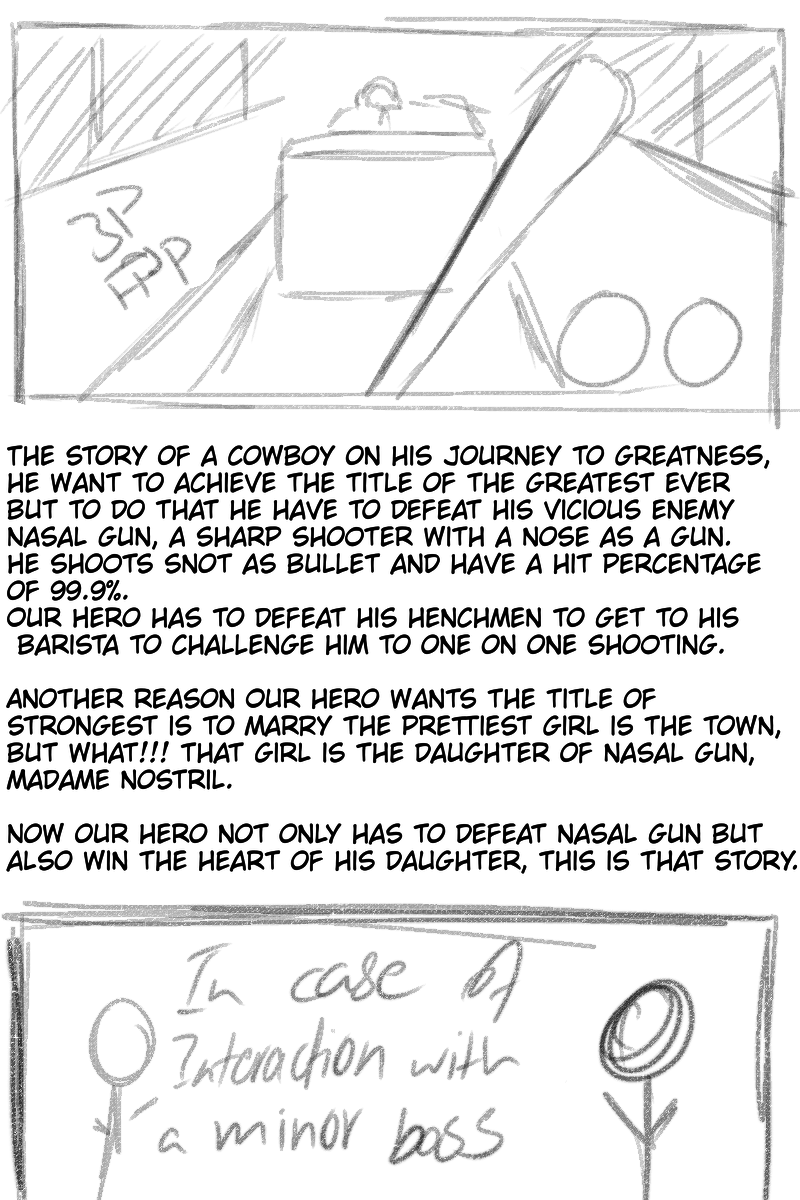 MAP
THE STORY OF A COWBOY ON HIS JOURNEY TO GREATNESS,
HE WANT TO ACHIEVE THE TITLE OF THE GREATEST EVER
BUT TO DO THAT HE HAVE TO DEFEAT HIS VICIOUS ENEMY
NASAL GUN, A SHARP SHOOTER WITH A NOSE AS A GUN.
HE SHOOTS SNOT AS BULLET AND HAVE A HIT PERCENTAGE
OF 99.9%.
OUR HERO HAS TO DEFEAT HIS HENCHMEN TO GET TO HIS
BARISTA TO CHALLENGE HIM TO ONE ON ONE SHOOTING.
ANOTHER REASON OUR HERO WANTS THE TITLE OF
STRONGEST IS TO MARRY THE PRETTIEST GIRL IS THE TOWN,
BUT WHAT!!! THAT GIRL IS THE DAUGHTER OF NASAL GUN,
MADAME NOSTRIL.
NOW OUR HERO NOT ONLY HAS TO DEFEAT NASAL GUN BUT
ALSO WIN THE HEART OF HIS DAUGHTER, THIS IS THAT STORY.
In case of
Interaction with
a minor boss